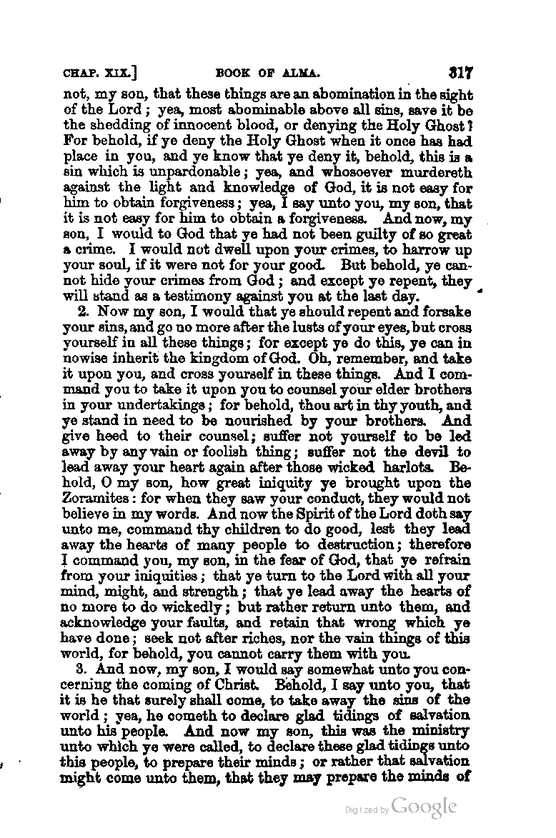 CHAP. XIX.] BOOK OF ALMA. 317
not, my son, that these things are an abomination in the sight
of the Lord; yea, most abominable above all sins, save it be
the shedding of innocent blood, or denying the Holy Ghost?
For behold, if ye deny the Holy Ghost when it once has had
place in you, and ye know that ye deny it, behold, this is a
sin which is unpardonable; yea, and whosoever murdereth
against the light and knowledge of God, it is not easy for
him to obtain forgiveness; yea, I say unto you, my son, that
it is not easy for him to obtain a forgiveness. And now, my
son, I would to God that ye had not been guilty of so great
a crime. I would not dwell upon your crimes, to harrow up
your soul, if it were not for your good. But behold, ye can-
not hide your crimes from God; and except ye repent, they
will stand as a testimony against you at the last day.
2. Now my son, I would that ye should repent and forsake
your sins, and go no more after the lusts of your eyes, but cross
yourself in all these things; for except ye do this, ye can in
nowise inherit the kingdom of God. Oh, remember, and take
it upon you, and cross yourself in these things. And I com-
mand you to take it upon you to counsel your elder brothers
in your undertakings; for behold, thou art in thy youth, and
ye stand in need to be nourished by your brothers. And
give heed to their counsel; suffer not yourself to be led
away by any vain or foolish thing; suffer not the devil to
lead away your heart again after those wicked harlots. Be-
hold, O my son, how great iniquity ye brought upon the
Zoramites: for when they saw your conduct, they would not
believe in my words. And now the Spirit of the Lord doth say
unto me, command thy children to do good, lest they lead
away the hearts of many people to destruction; therefore
I command you, my son, in the fear of God, that ye refrain
from your iniquities; that ye turn to the Lord with all your
mind, might, and strength; that ye lead away the hearts of
no more to do wickedly; but rather return unto them, and
acknowledge your faults, and retain that wrong which ye
have done; seek not after riches, nor the vain things of this
world, for behold, you cannot carry them with you.
3. And now, my son, I would say somewhat unto you con-
cerning the coming of Christ. Behold, I say unto you, that
it is he that surely shall come, to take away the sins of the
world; yea, he cometh to declare glad tidings of salvation
unto his people. And now my son, this was the ministry
unto which ye were called, to declare these glad tidings unto
this people, to prepare their minds; or rather that salvation
might come unto them, that they may prepare the minds of
Digitized by Google